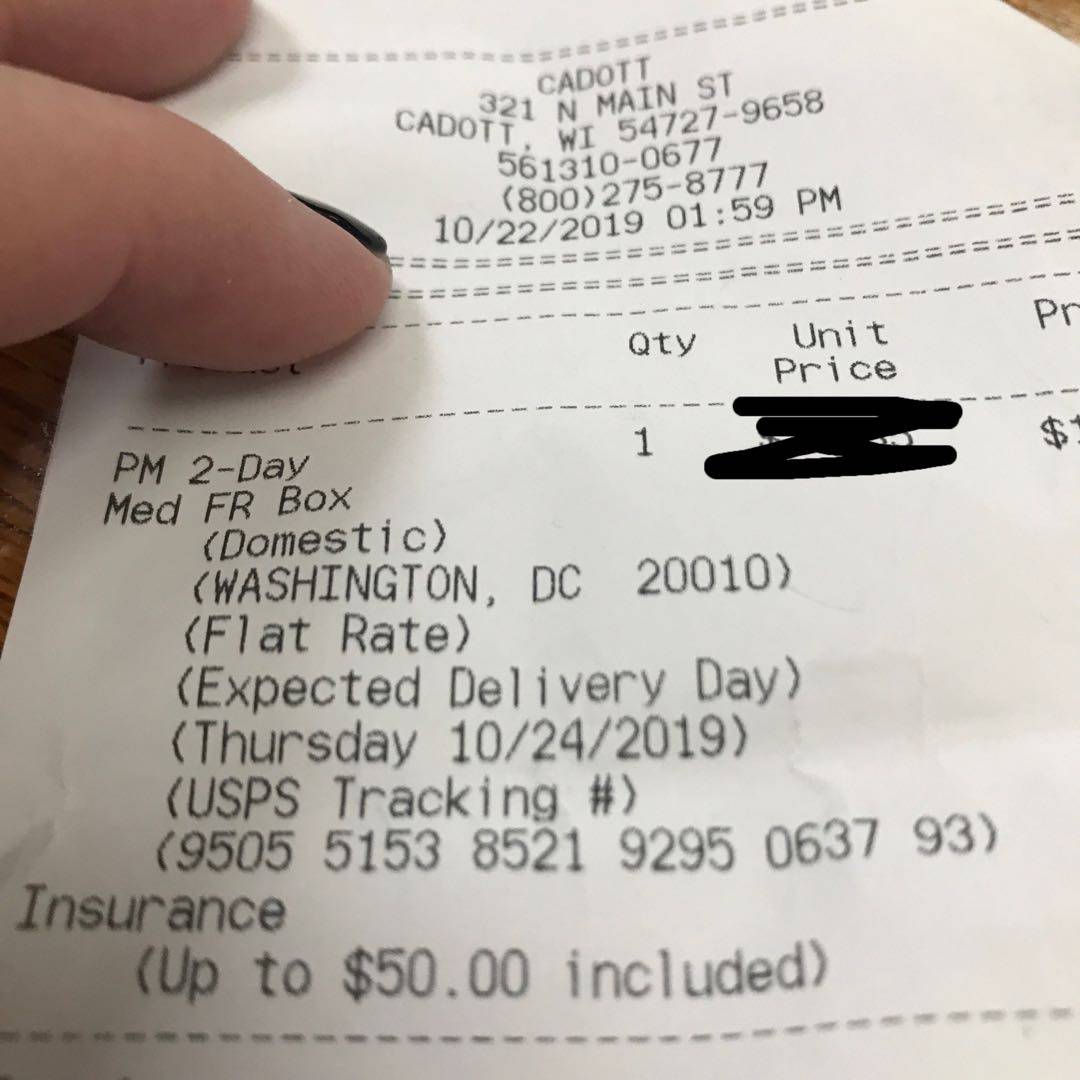 CADOTT
321 N MAIN ST
CADOTT, WI 54727-9658
561310-0677
(800)275-8777
10/22/2019 01:59 PM
Qty Unit
Price
1
PM 2-Day
Med FR Box
(Domestic)
(WASHINGTON, DC 20010)
(Flat Rate)
(Expected Delivery Day)
(Thursday 10/24/2019)
(USPS Tracking #)
(9505 5153 8521 9295 0637 93)
Insurance
(Up to $50.00 included)